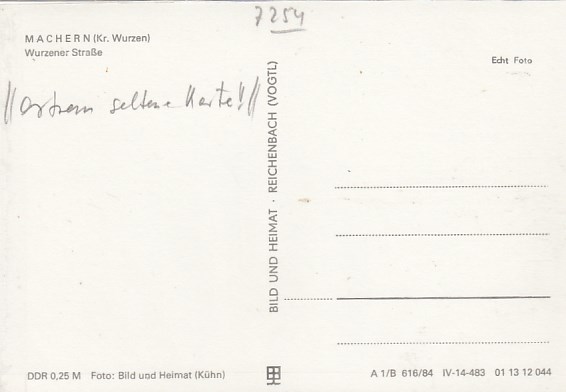 7254
MACHERN (Kr. Wurzen)
Wurzener Straße
Echt Foto
//extrem seltene Karte!!//
BILD UND HEIMAT · REICHENBACH (VOGTL)
DDR 0,25 M Foto: Bild und Heimat (Kühn)
A 1/B 616/84 IV-14-483 01 13 12 044